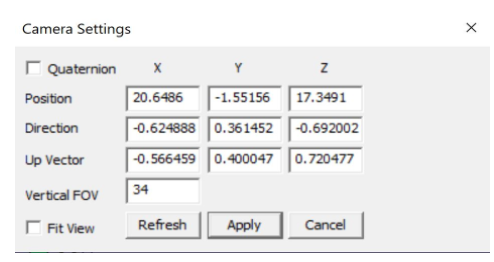 Camera Settings
Quaternion X Y Z
Position 20.6486 -1.55156 17.3491
Direction -0.624888 0.361452 -0.692002
Up Vector -0.566459 0.400047 0.720477
Vertical FOV 34
Fit View Refresh Apply Cancel